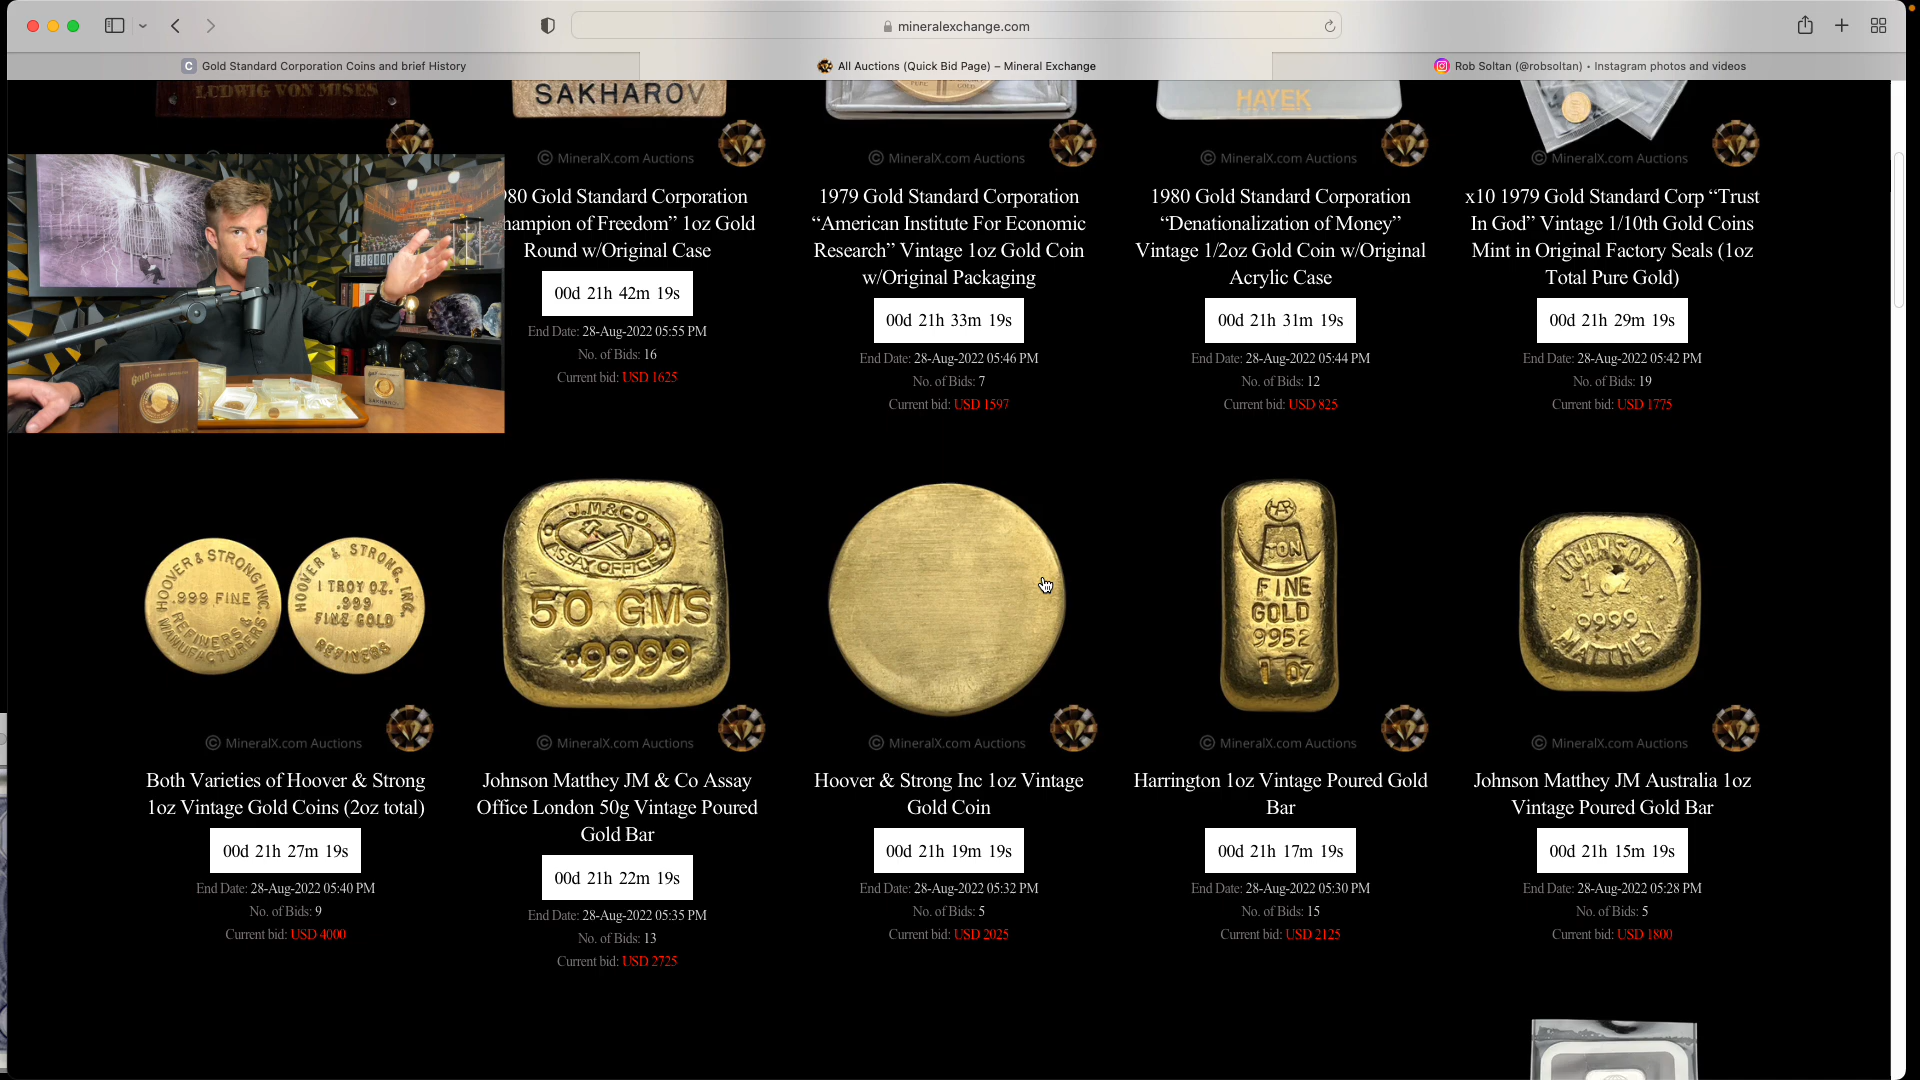 mineralexchange.com
C Gold Standard Corporation Coins and brief History
All Auctions (Quick Bid Page) – Mineral Exchange
Rob Soltan (@robsoltan) • Instagram photos and videos
LUDWIG VON MISES
SAKHAROV
PURE GOLD
HAYEK
© MineralX.com Auctions
© MineralX.com Auctions
© MineralX.com Auctions
© MineralX.com Auctions
80 Gold Standard Corporation
hampion of Freedom” 1oz Gold
Round w/Original Case
00d 21h 42m 19s
End Date: 28-Aug-2022 05:55 PM
No. of Bids: 16
Current bid: USD 1625
1979 Gold Standard Corporation
“American Institute For Economic
Research” Vintage 1oz Gold Coin
w/Original Packaging
00d 21h 33m 19s
End Date: 28-Aug-2022 05:46 PM
No. of Bids: 7
Current bid: USD 1597
1980 Gold Standard Corporation
“Denationalization of Money”
Vintage 1/2oz Gold Coin w/Original
Acrylic Case
00d 21h 31m 19s
End Date: 28-Aug-2022 05:44 PM
No. of Bids: 12
Current bid: USD 825
x10 1979 Gold Standard Corp “Trust
In God” Vintage 1/10th Gold Coins
Mint in Original Factory Seals (1oz
Total Pure Gold)
00d 21h 29m 19s
End Date: 28-Aug-2022 05:42 PM
No. of Bids: 19
Current bid: USD 1775
GOLD
SAKHAROV
HOOVER & STRONG INC.
.999 FINE
REFINERS &
MANUFACTURERS
HOOVER & STRONG, INC.
1 TROY OZ.
.999
FINE GOLD
REFINERS
J.M.& CO.
ASSAY OFFICE
50 GMS
.9999
TON
FINE
GOLD
9952
1 OZ
JOHNSON
1 OZ
9999
MATTHEY
© MineralX.com Auctions
© MineralX.com Auctions
© MineralX.com Auctions
© MineralX.com Auctions
© MineralX.com Auctions
Both Varieties of Hoover & Strong
1oz Vintage Gold Coins (2oz total)
00d 21h 27m 19s
End Date: 28-Aug-2022 05:40 PM
No. of Bids: 9
Current bid: USD 4000
Johnson Matthey JM & Co Assay
Office London 50g Vintage Poured
Gold Bar
00d 21h 22m 19s
End Date: 28-Aug-2022 05:35 PM
No. of Bids: 13
Current bid: USD 2725
Hoover & Strong Inc 1oz Vintage
Gold Coin
00d 21h 19m 19s
End Date: 28-Aug-2022 05:32 PM
No. of Bids: 5
Current bid: USD 2025
Harrington 1oz Vintage Poured Gold
Bar
00d 21h 17m 19s
End Date: 28-Aug-2022 05:30 PM
No. of Bids: 15
Current bid: USD 2125
Johnson Matthey JM Australia 1oz
Vintage Poured Gold Bar
00d 21h 15m 19s
End Date: 28-Aug-2022 05:28 PM
No. of Bids: 5
Current bid: USD 1800